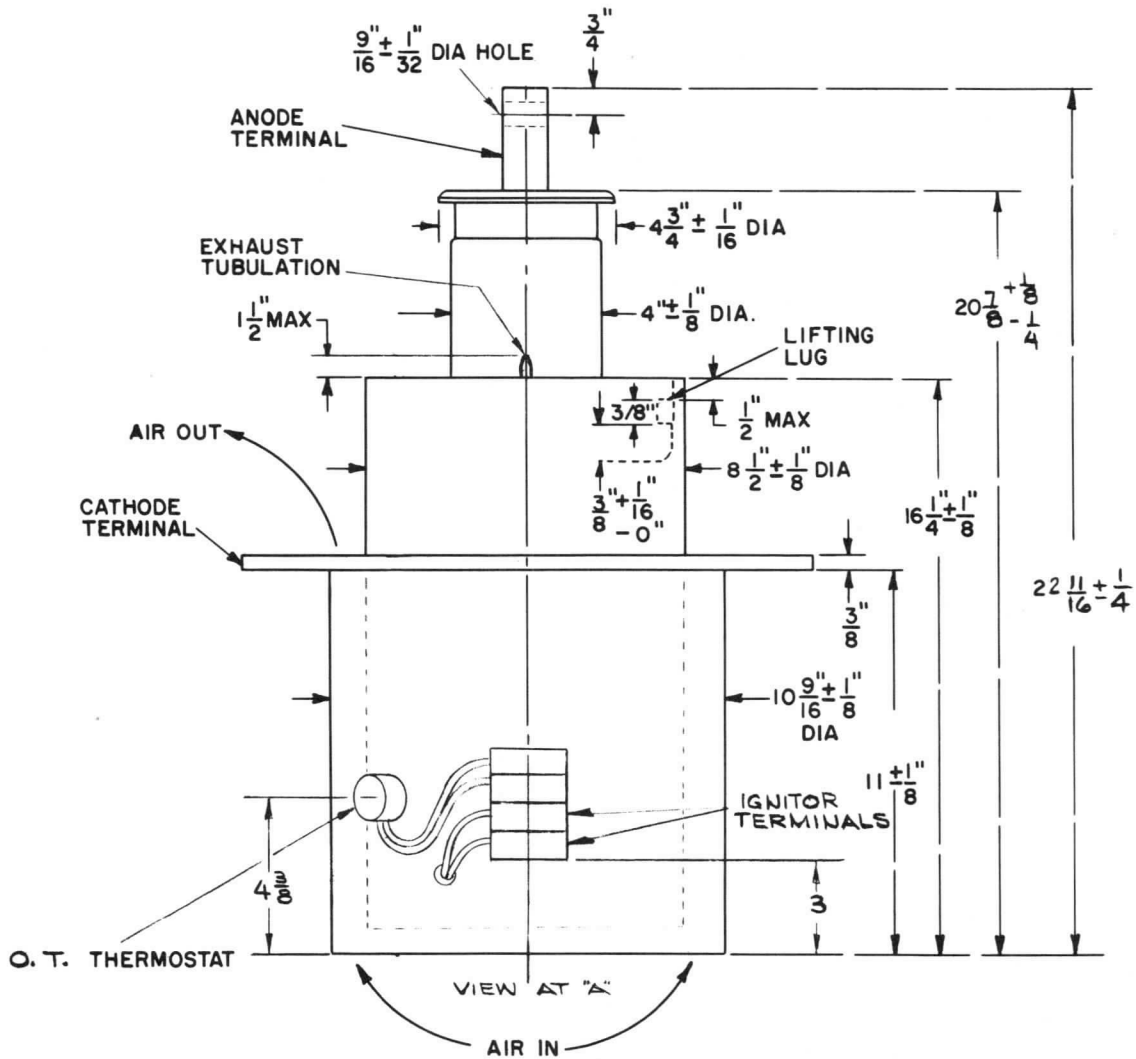 3/4"
9/16" ± 1/32" DIA HOLE
ANODE
TERMINAL
4 3/4" ± 1/16" DIA
EXHAUST
TUBULATION
1 1/2" MAX
4" ± 1/8" DIA.
20 7/8 + 1/8 - 1/4
LIFTING
LUG
3/8"
1/2" MAX
AIR OUT
8 1/2" ± 1/8" DIA
CATHODE
TERMINAL
3/8" + 1/16" - 0"
16 1/4" ± 1/8"
22 11/16 ± 1/4
3/8"
10 9/16" ± 1/8"
DIA
11 ± 1/8"
IGNITOR
TERMINALS
4 3/8
3
O. T. THERMOSTAT
VIEW AT "A"
AIR IN